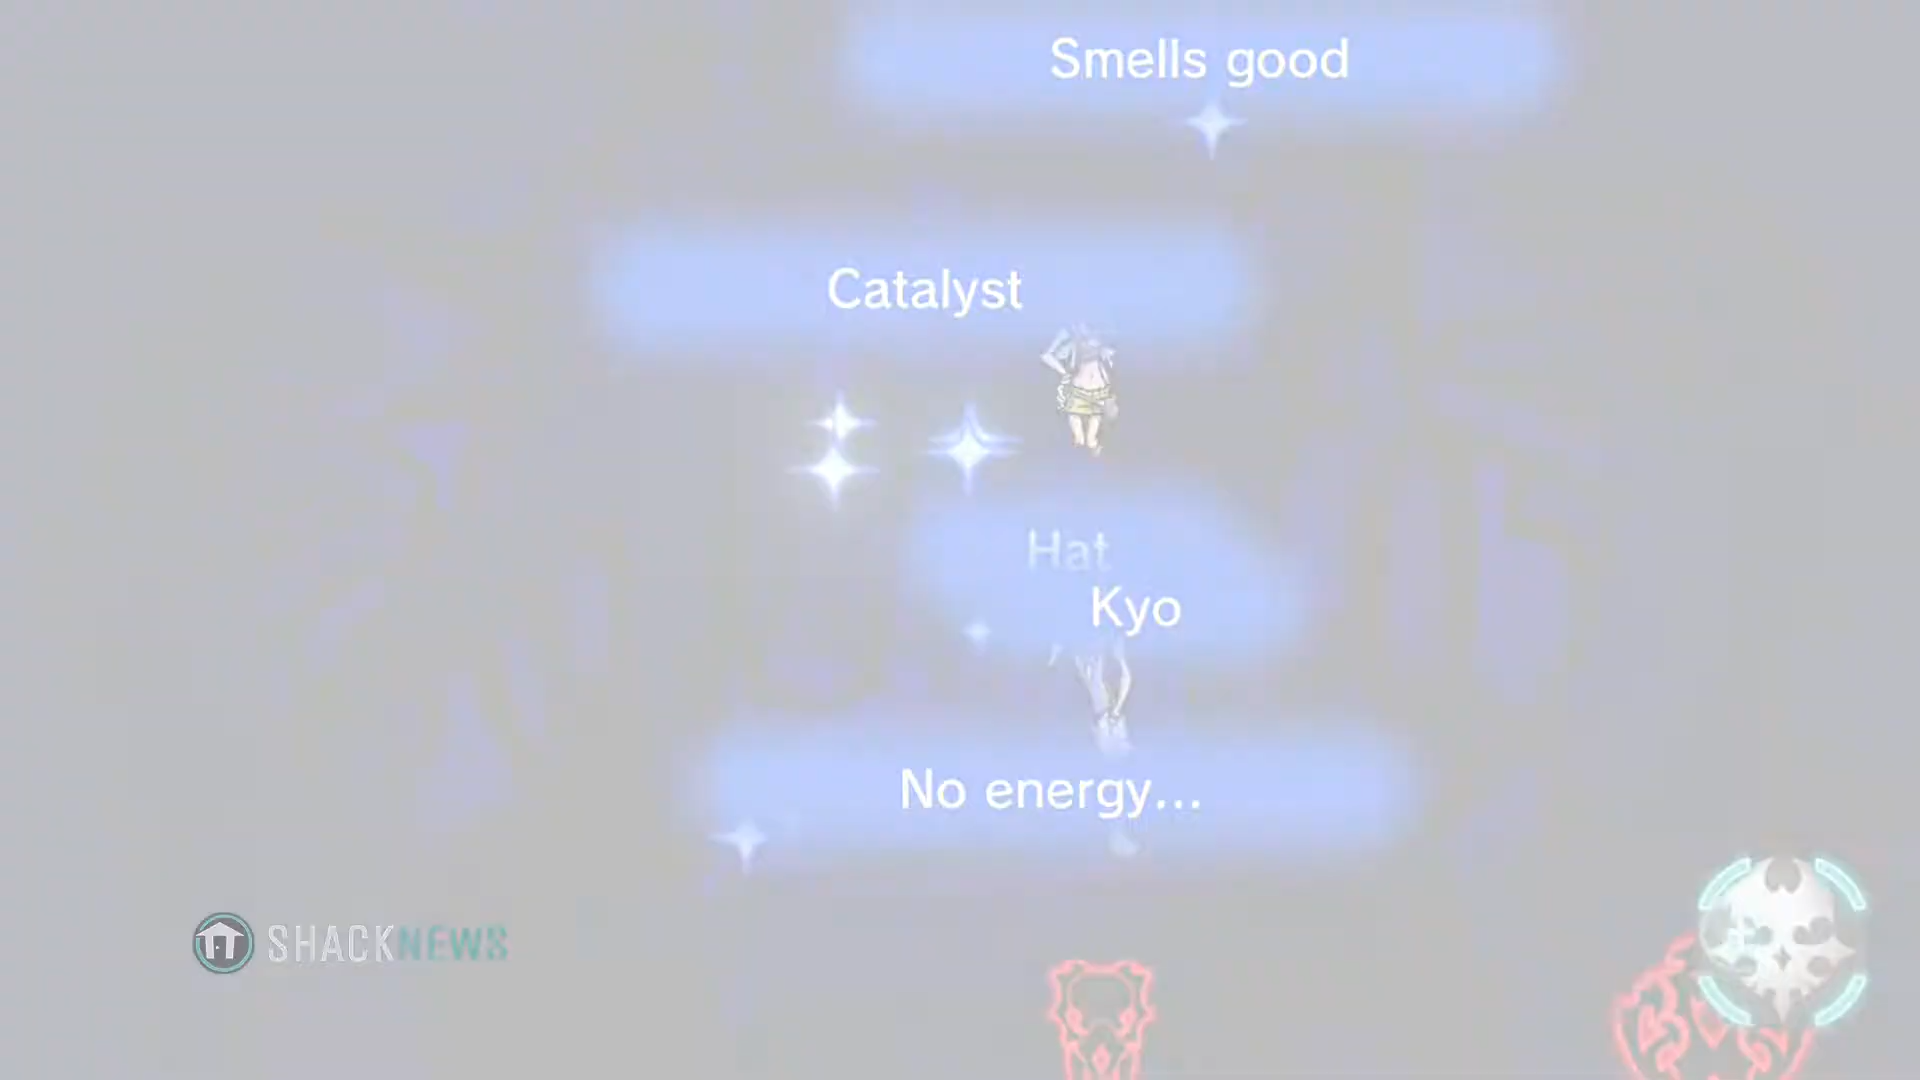 Smells good
Catalyst
Hat
Kyo
No energy...
SHACKNEWS